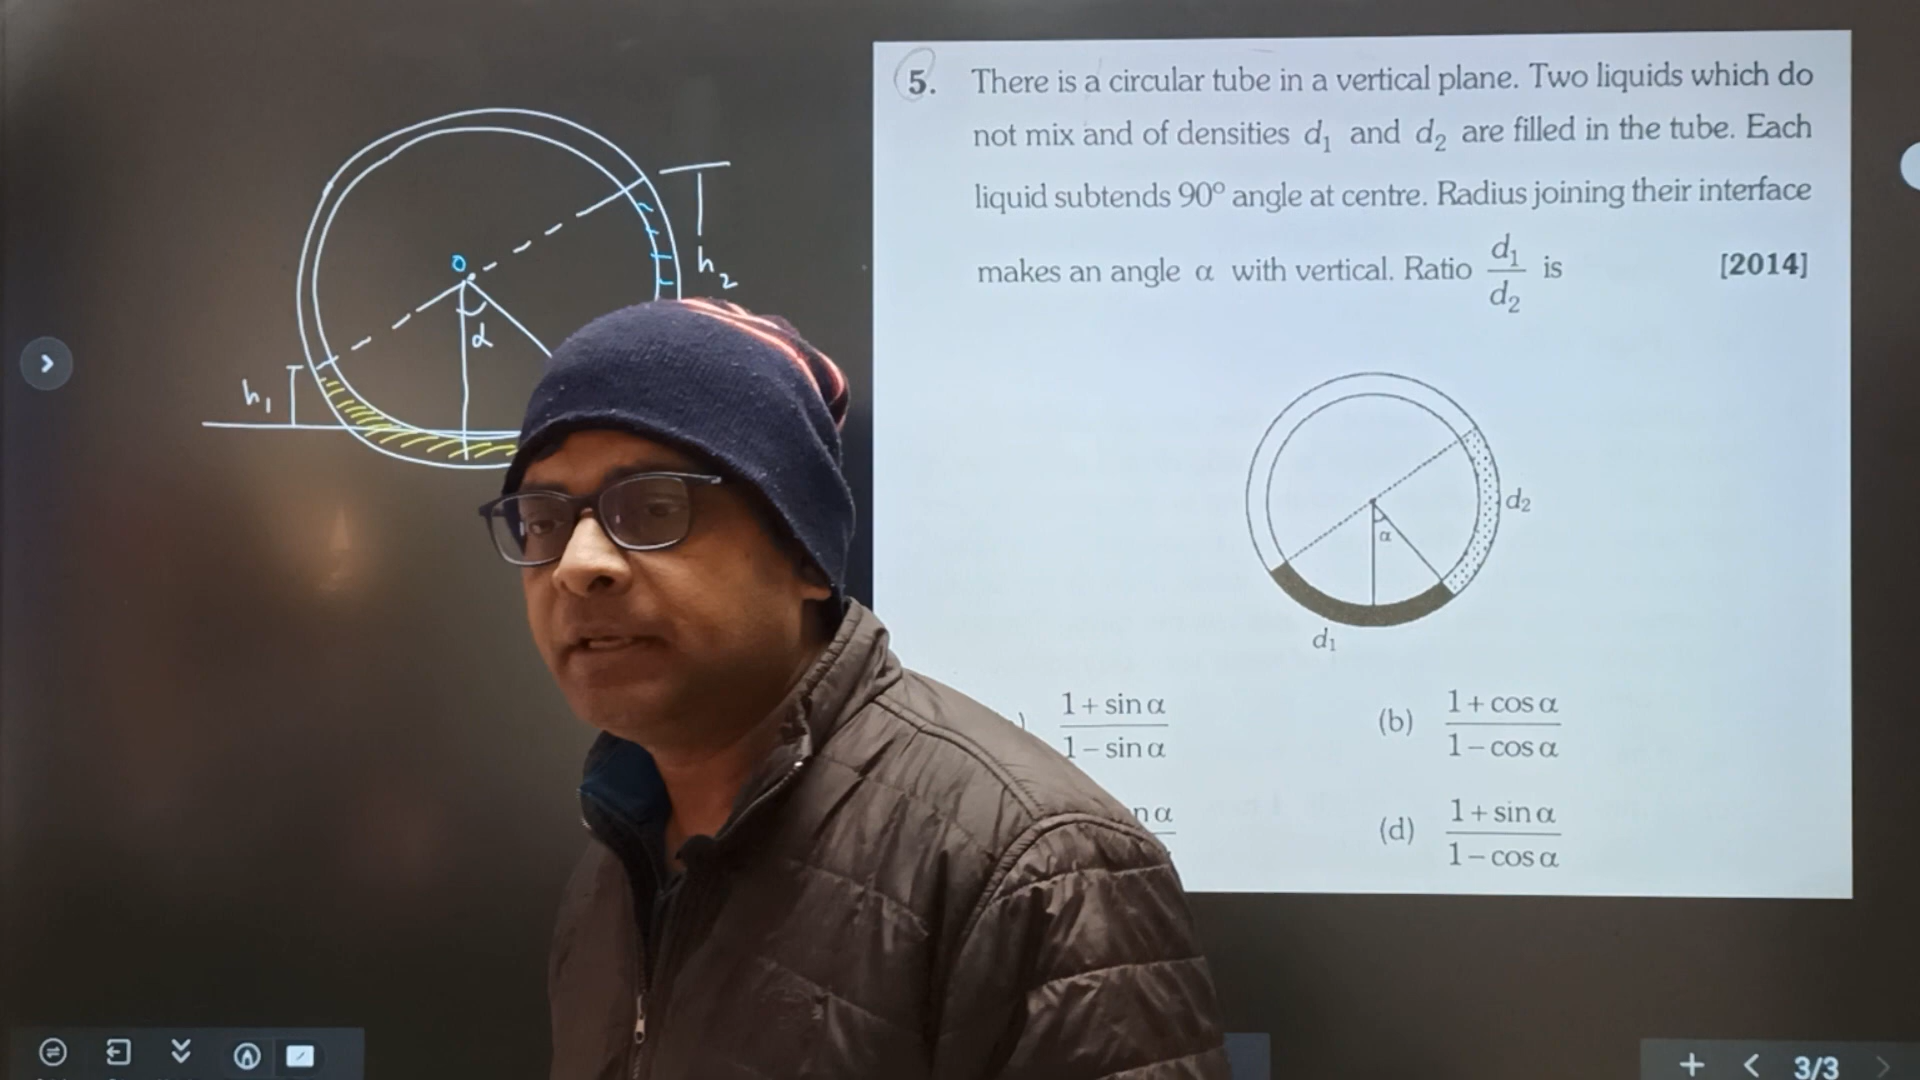 5. There is a circular tube in a vertical plane. Two liquids which do
not mix and of densities d₁ and d₂ are filled in the tube. Each
liquid subtends 90° angle at centre. Radius joining their interface
makes an angle α with vertical. Ratio d₁/d₂ is [2014]
O
α
h₂
h₁
α
d₂
d₁
) 1 + sin α / 1 − sin α
(b) 1 + cos α / 1 − cos α
n α
(d) 1 + sin α / 1 − cos α
3/3